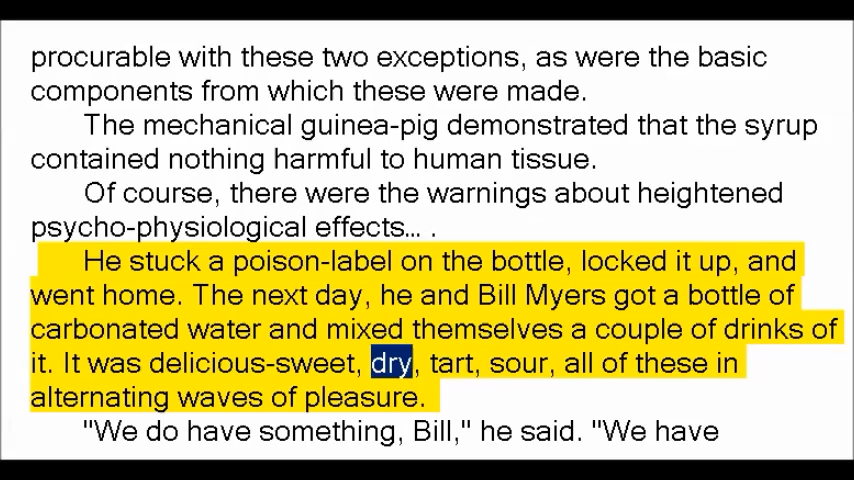 procurable with these two exceptions, as were the basic
components from which these were made.
The mechanical guinea-pig demonstrated that the syrup
contained nothing harmful to human tissue.
Of course, there were the warnings about heightened
psycho-physiological effects... .
He stuck a poison-label on the bottle, locked it up, and
went home. The next day, he and Bill Myers got a bottle of
carbonated water and mixed themselves a couple of drinks of
it. It was delicious-sweet, dry, tart, sour, all of these in
alternating waves of pleasure.
"We do have something, Bill," he said. "We have